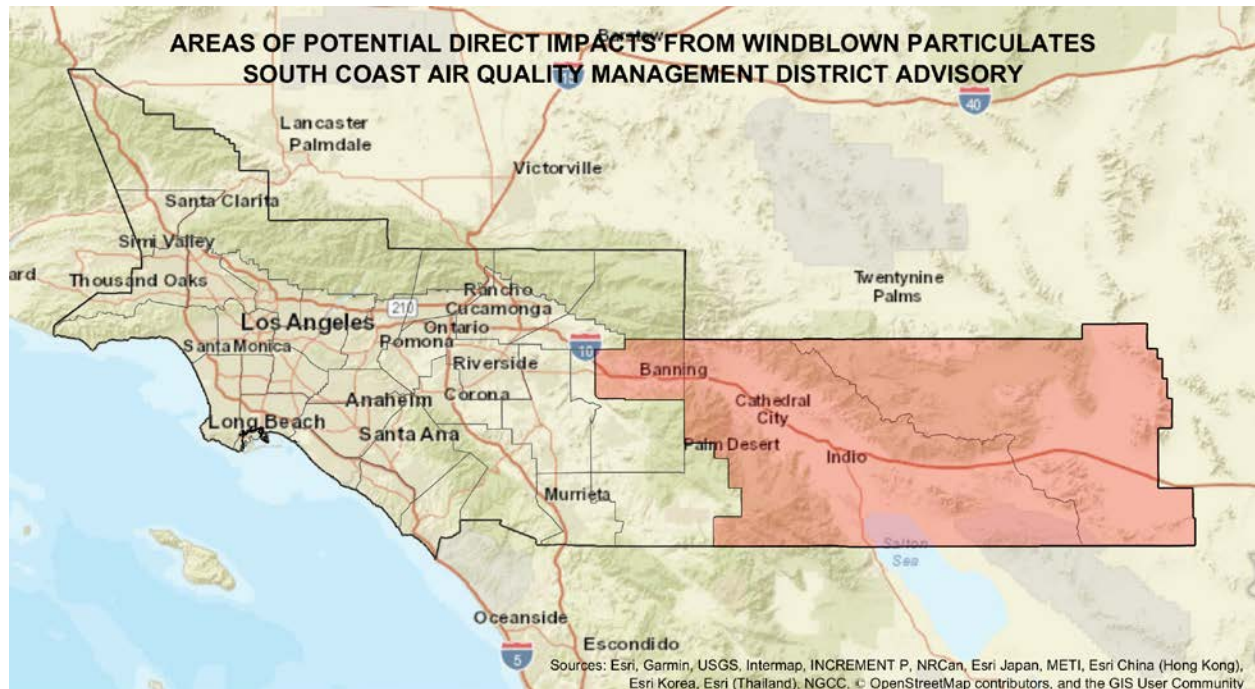 AREAS OF POTENTIAL DIRECT IMPACTS FROM WINDBLOWN PARTICULATES
Barstow
SOUTH COAST AIR QUALITY MANAGEMENT DISTRICT ADVISORY
15
40
Lancaster
Palmdale
Victorville
Santa Clarita
Simi Valley
ard
Thousand Oaks
Twentynine
Palms
Rancho
Cucamonga
210
Los Angeles
Ontario
Santa Monica
Pomona
10
Riverside
Banning
Anaheim
Corona
Cathedral
City
Long Beach
Santa Ana
Palm Desert
Indio
Murrieta
Salton
Sea
Oceanside
Escondido
5
Sources: Esri, Garmin, USGS, Intermap, INCREMENT P, NRCan, Esri Japan, METI, Esri China (Hong Kong),
Esri Korea, Esri (Thailand), NGCC, © OpenStreetMap contributors, and the GIS User Community